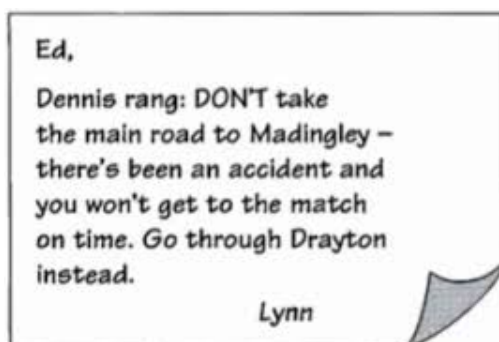 Ed,
Dennis rang: DON'T take
the main road to Madingley –
there's been an accident and
you won't get to the match
on time. Go through Drayton
instead.
Lynn